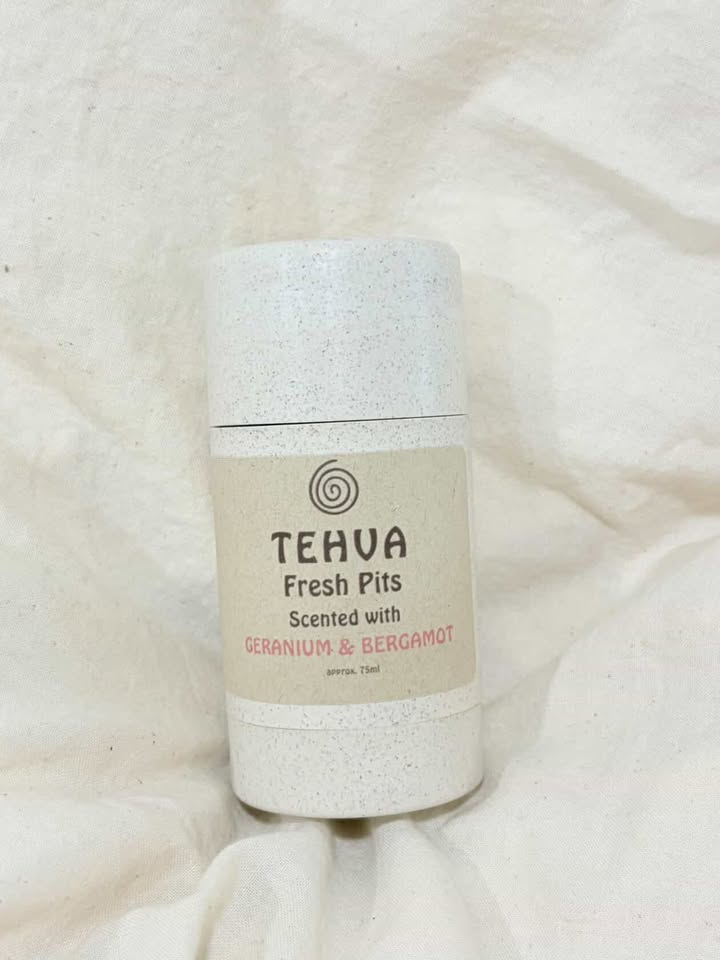 TEHVA
Fresh Pits
Scented with
GERANIUM & BERGAMOT
approx. 75ml